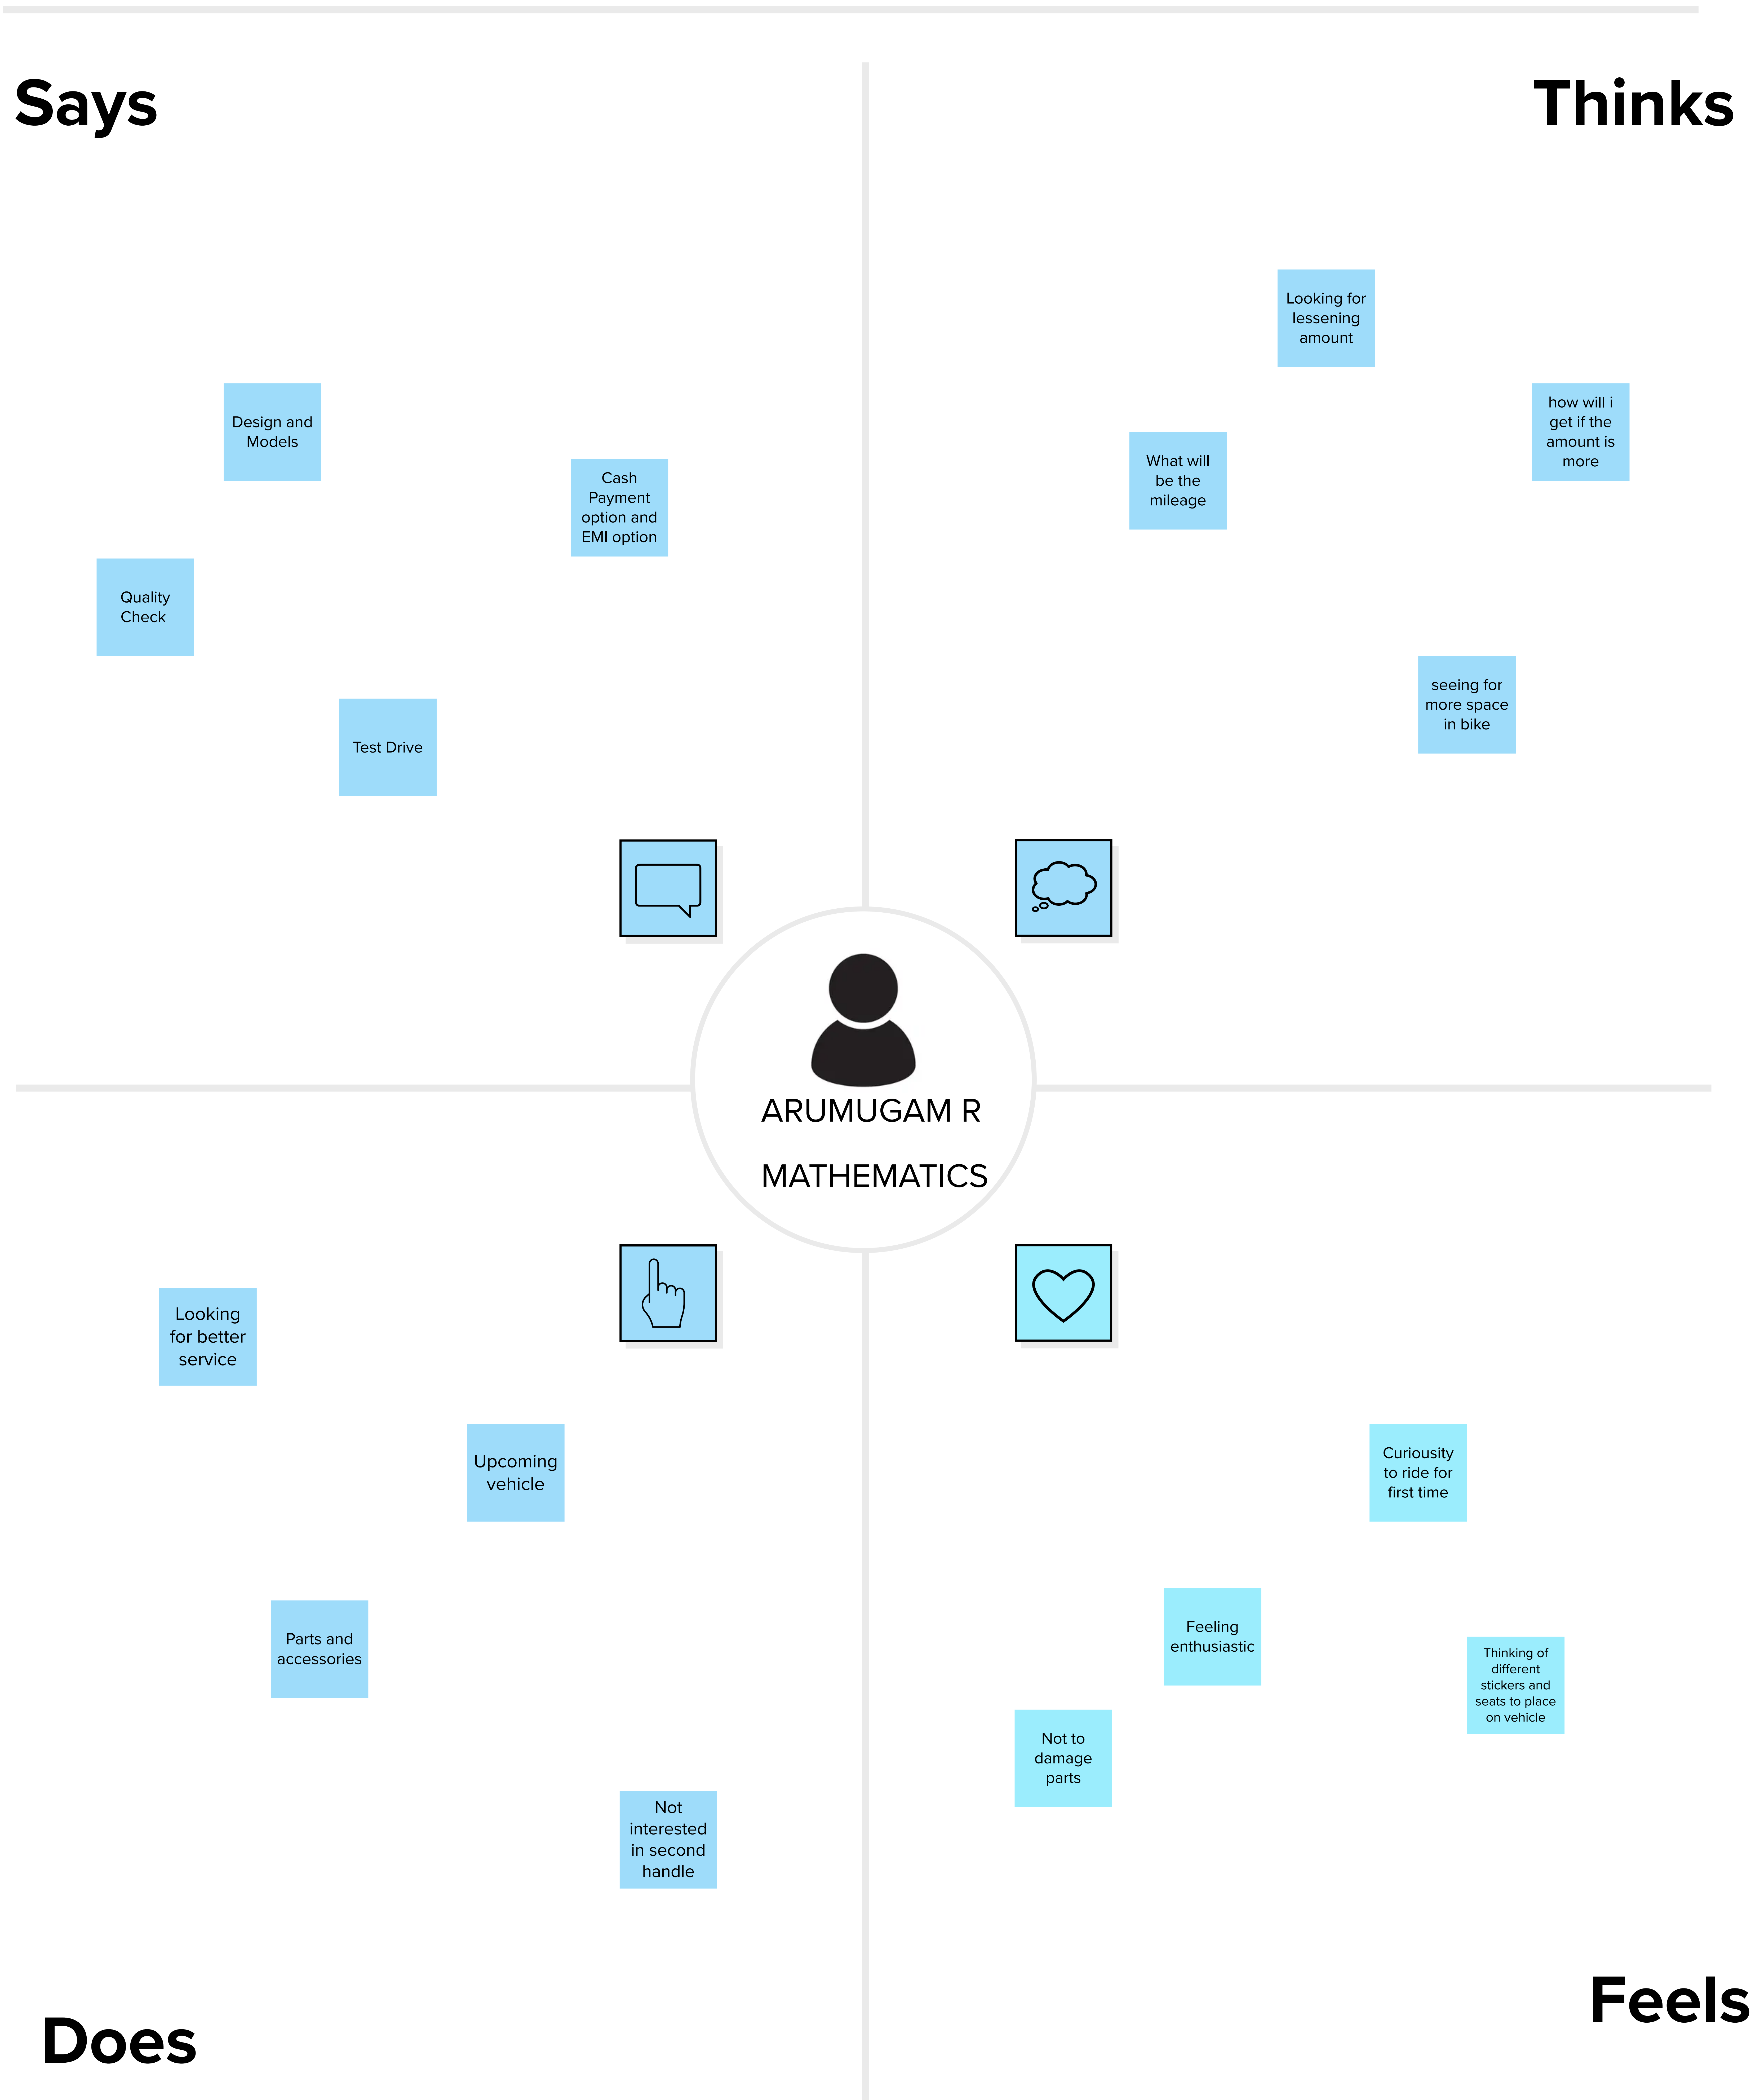 Says
Thinks
Design and
Models
Cash
Payment
option and
EMI option
Quality
Check
Test Drive
Looking for
lessening
amount
how will i
get if the
amount is
more
What will
be the
mileage
seeing for
more space
in bike
ARUMUGAM R
MATHEMATICS
Looking
for better
service
Upcoming
vehicle
Parts and
accessories
Not
interested
in second
handle
Curiousity
to ride for
first time
Feeling
enthusiastic
Thinking of
different
stickers and
seats to place
on vehicle
Not to
damage
parts
Does
Feels